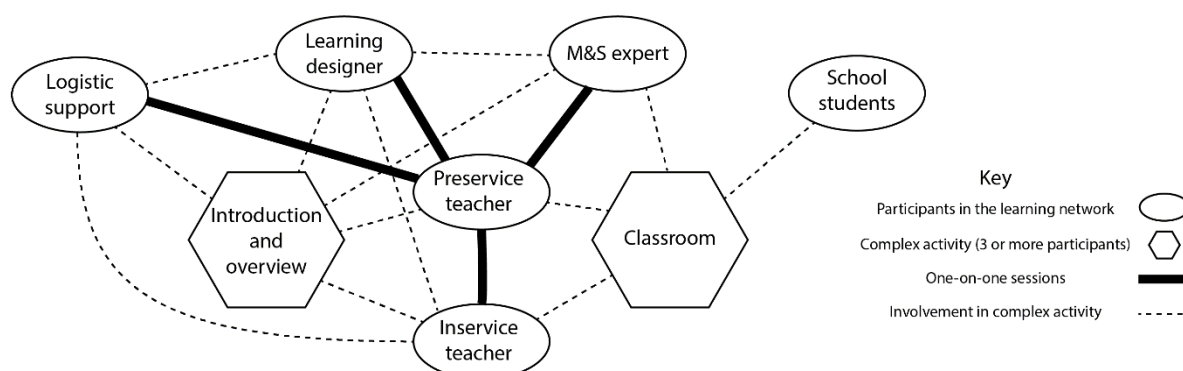 Learning
designer
M&S expert
Logistic
support
School
students
Preservice
teacher
Introduction
and
overview
Classroom
Inservice
teacher
Key
Participants in the learning network
Complex activity (3 or more participants)
One-on-one sessions
Involvement in complex activity